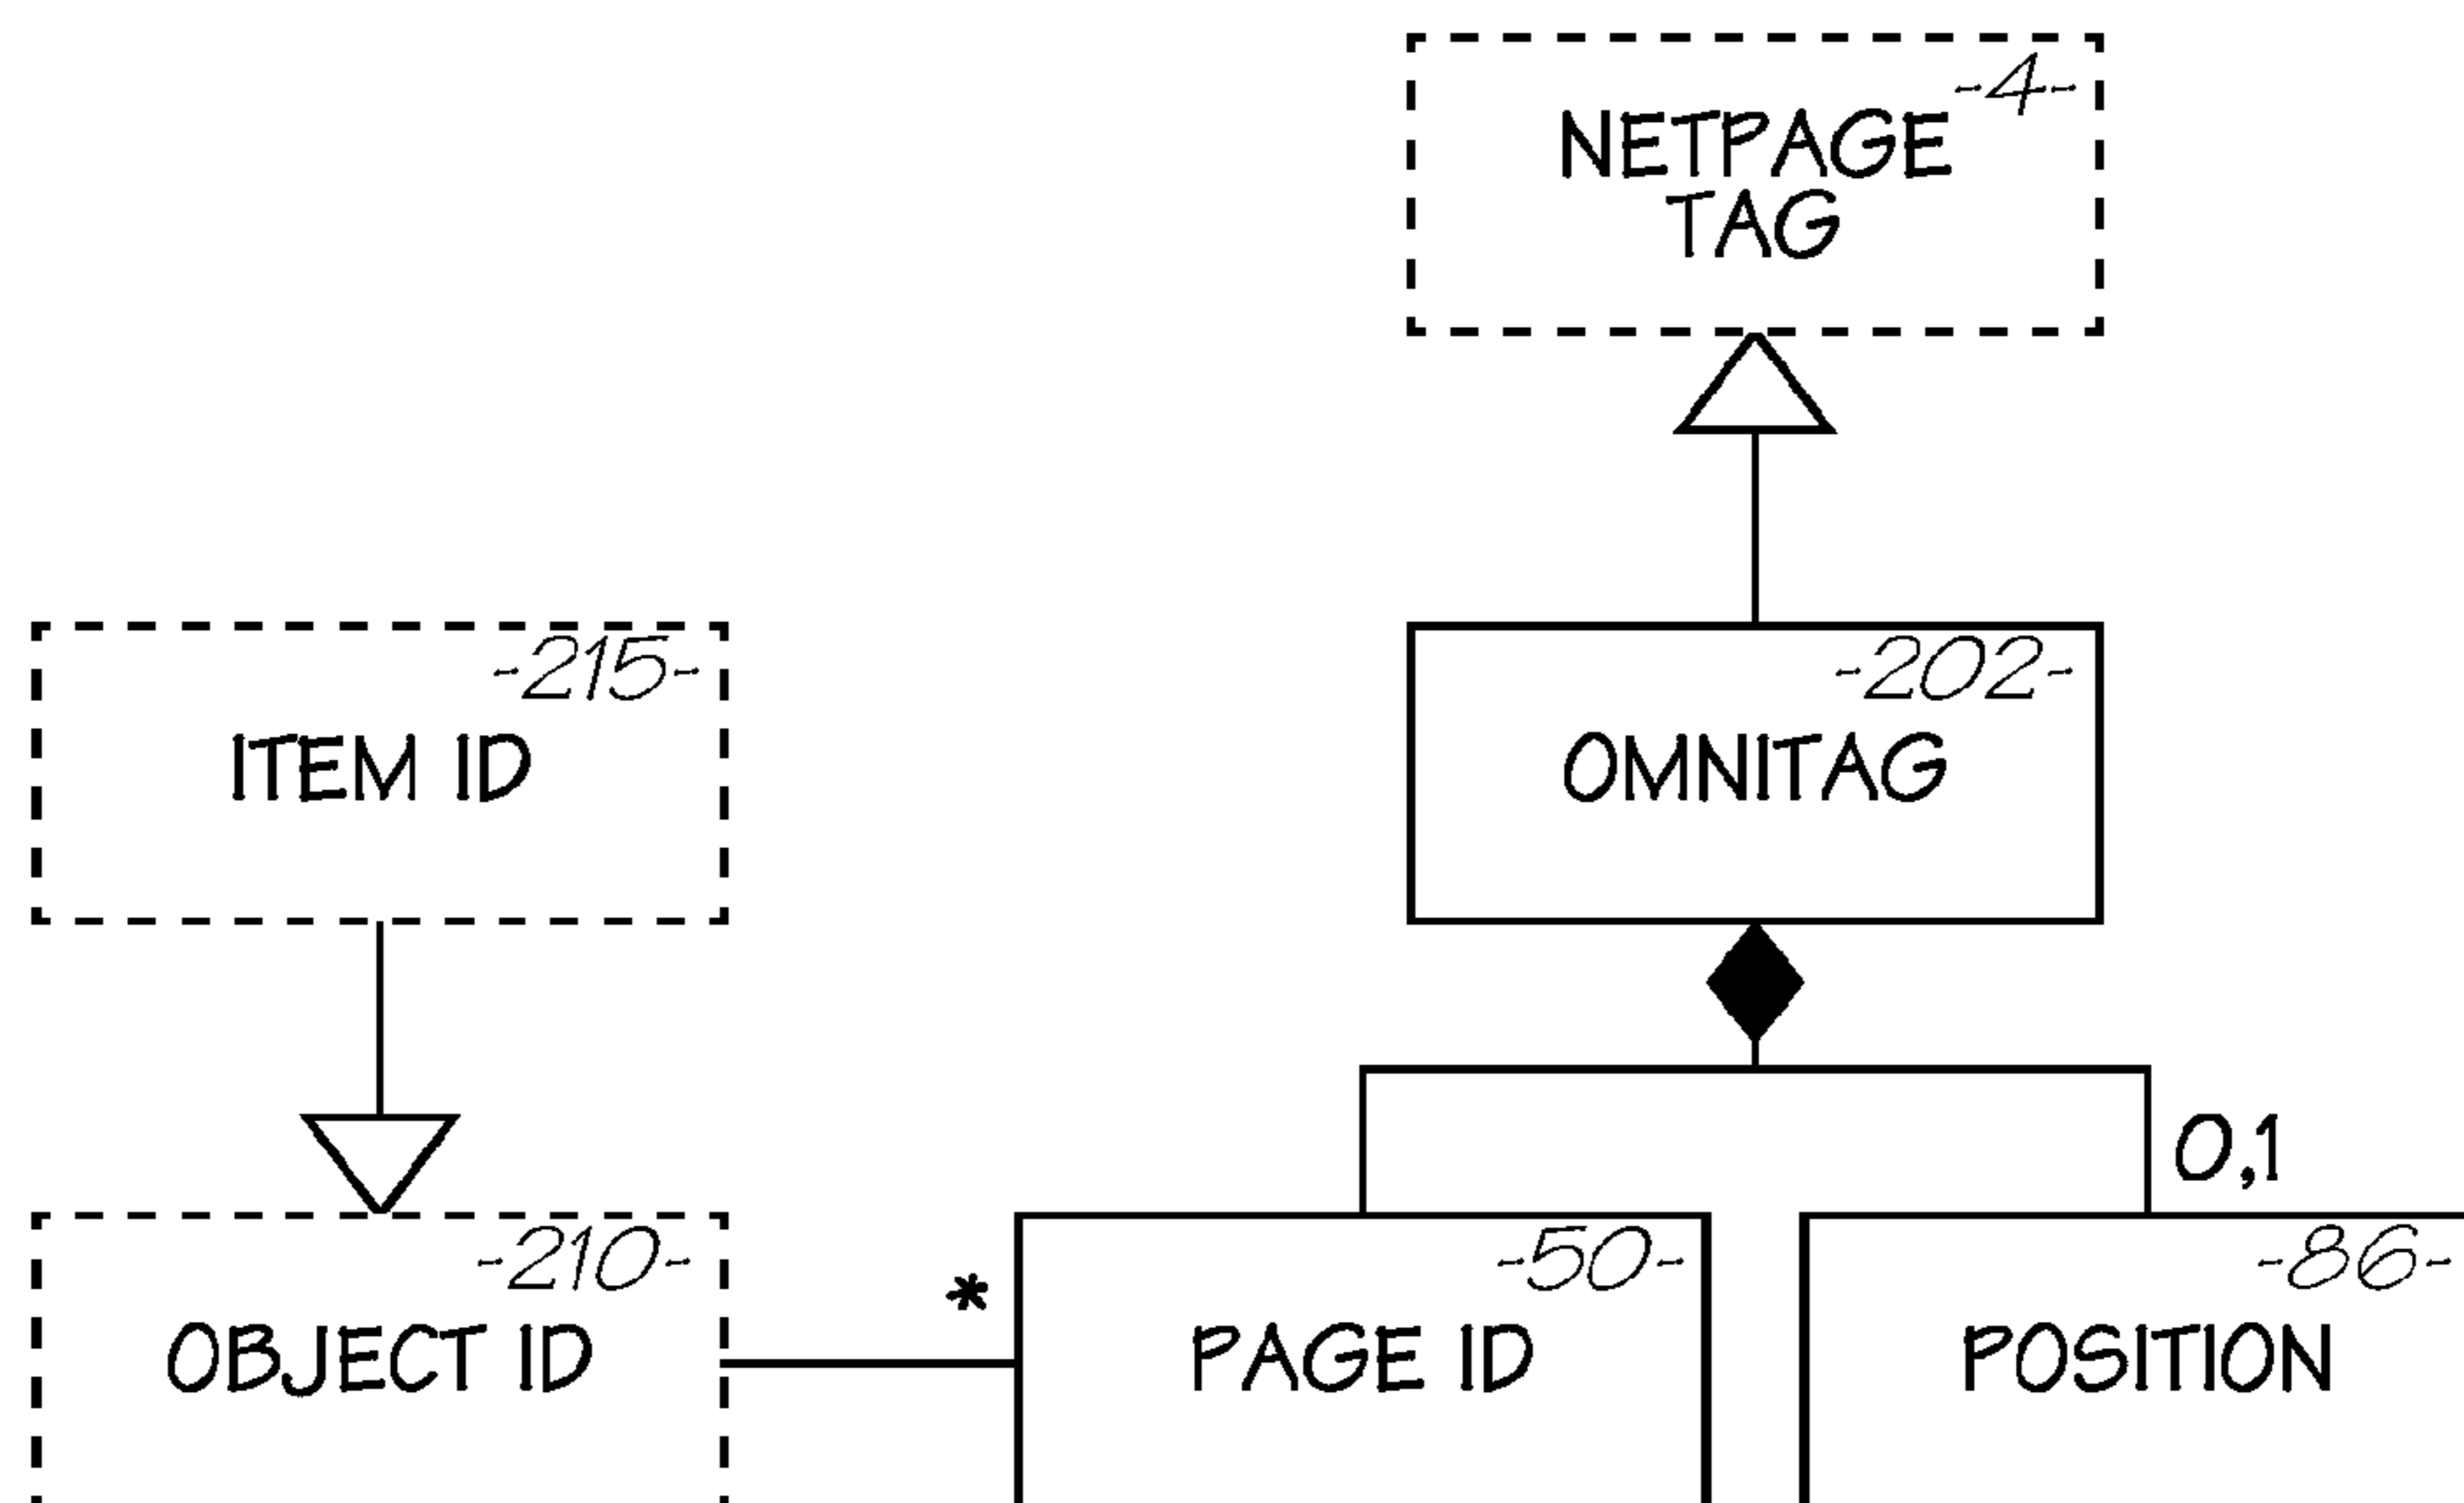 -4-
NETPAGE
TAG
-215-
ITEM ID
-202-
OMNITAG
0,1
-210-
OBJECT ID
*
-50-
PAGE ID
-86-
POSITION